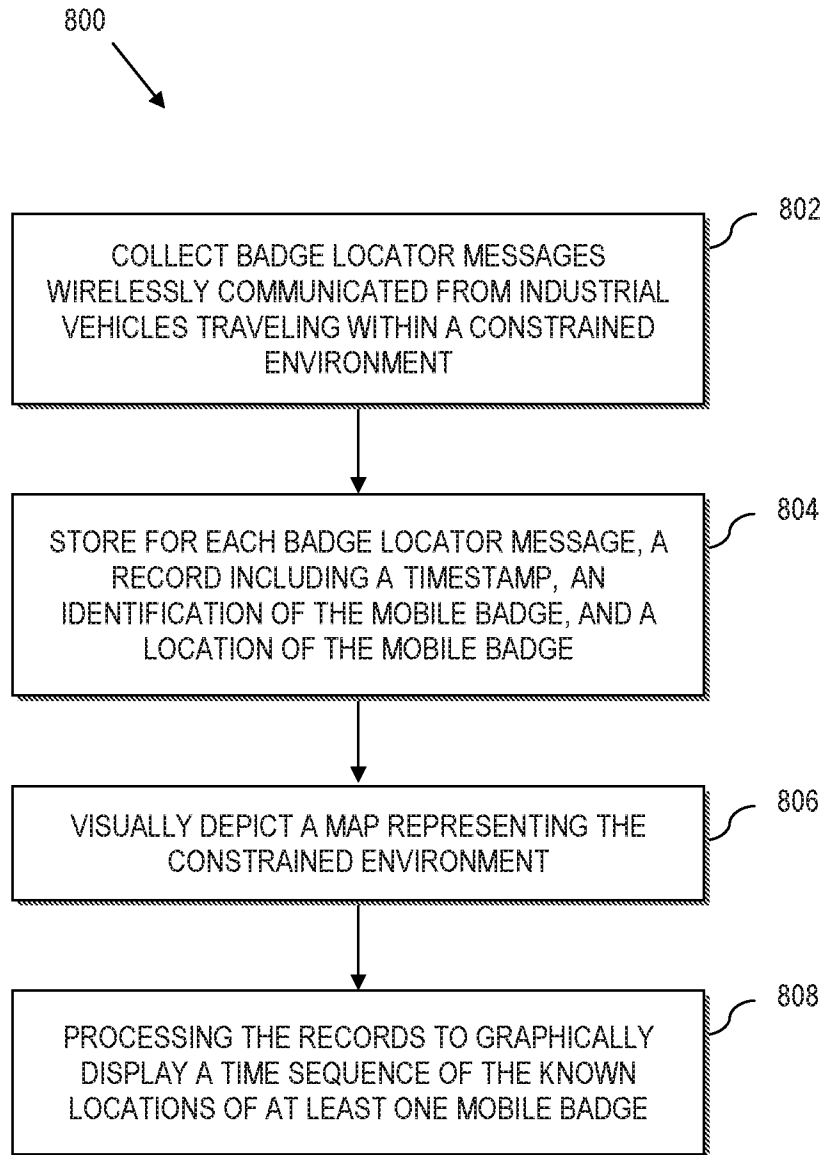 800
802
COLLECT BADGE LOCATOR MESSAGES
WIRELESSLY COMMUNICATED FROM INDUSTRIAL
VEHICLES TRAVELING WITHIN A CONSTRAINED
ENVIRONMENT
804
STORE FOR EACH BADGE LOCATOR MESSAGE, A
RECORD INCLUDING A TIMESTAMP, AN
IDENTIFICATION OF THE MOBILE BADGE, AND A
LOCATION OF THE MOBILE BADGE
806
VISUALLY DEPICT A MAP REPRESENTING THE
CONSTRAINED ENVIRONMENT
808
PROCESSING THE RECORDS TO GRAPHICALLY
DISPLAY A TIME SEQUENCE OF THE KNOWN
LOCATIONS OF AT LEAST ONE MOBILE BADGE